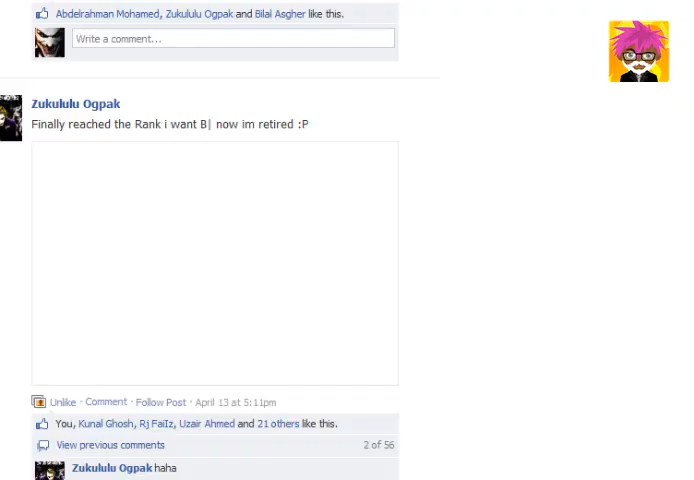 Abdelrahman Mohamed, Zukululu Ogpak and Bilal Asgher like this.
Write a comment...
Zukululu Ogpak
Finally reached the Rank i want B| now im retired :P
Unlike · Comment · Follow Post · April 13 at 5:11pm
You, Kunal Ghosh, Rj FaiIz, Uzair Ahmed and 21 others like this.
View previous comments 2 of 56
Zukululu Ogpak haha